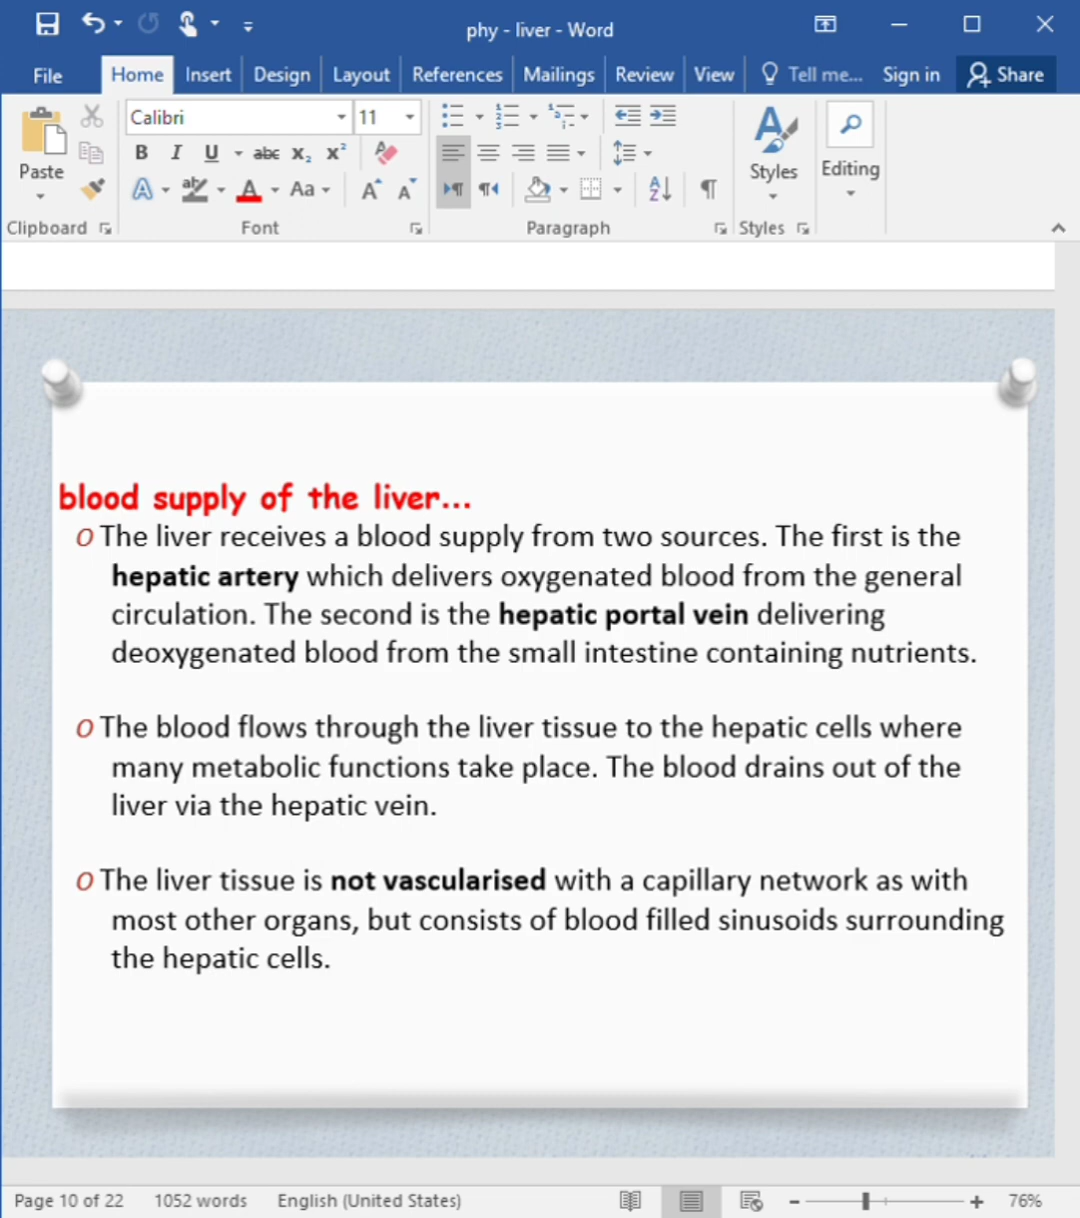 phy - liver - Word
File Home Insert Design Layout References Mailings Review View Tell me... Sign in Share
Calibri 11
Paste
B I U abc x₂ x² Styles Editing
A aby A Aa A A
Clipboard Font Paragraph Styles
blood supply of the liver...
O The liver receives a blood supply from two sources. The first is the
hepatic artery which delivers oxygenated blood from the general
circulation. The second is the hepatic portal vein delivering
deoxygenated blood from the small intestine containing nutrients.
O The blood flows through the liver tissue to the hepatic cells where
many metabolic functions take place. The blood drains out of the
liver via the hepatic vein.
O The liver tissue is not vascularised with a capillary network as with
most other organs, but consists of blood filled sinusoids surrounding
the hepatic cells.
Page 10 of 22 1052 words English (United States) 76%